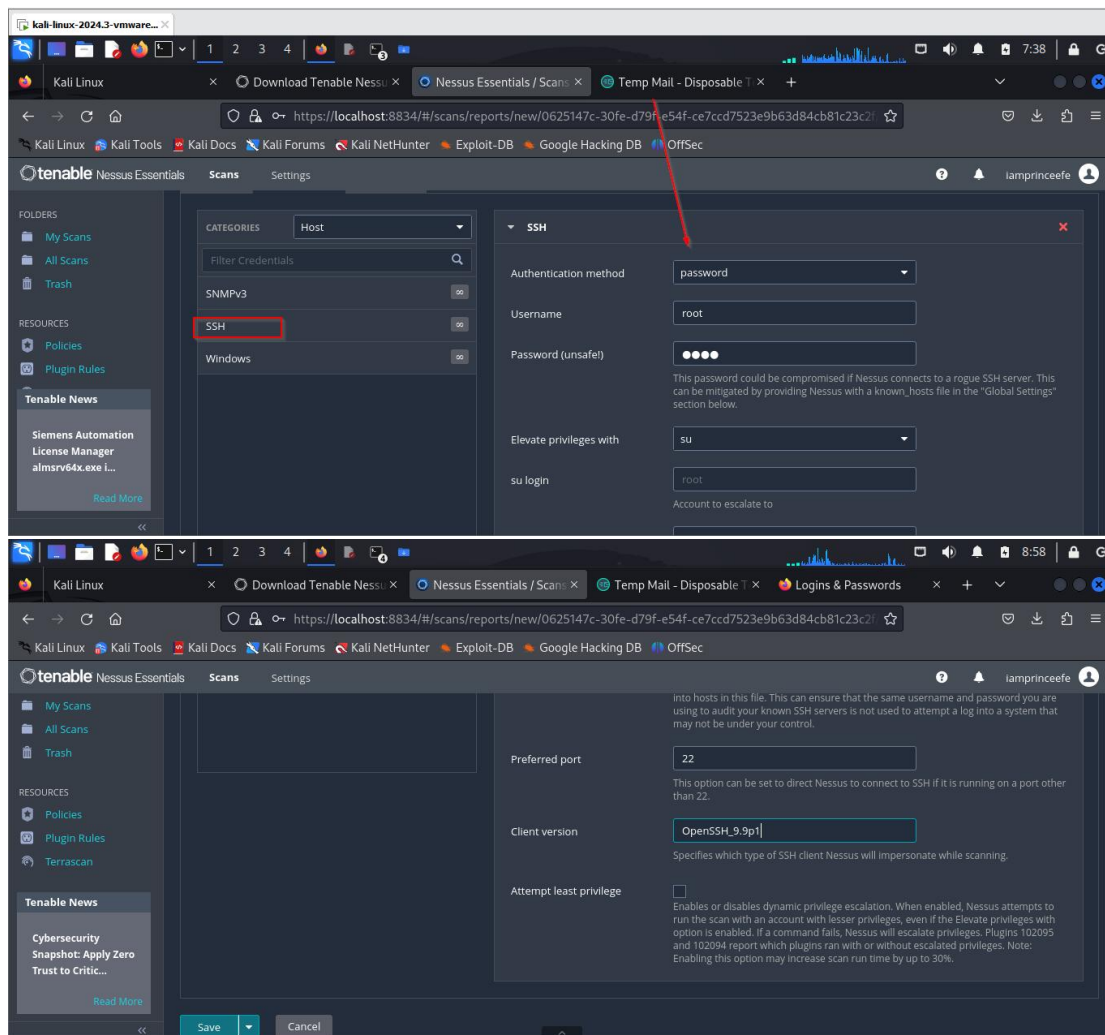 kali-linux-2024.3-vmware...
1 2 3 4 7:38 G
Kali Linux Download Tenable Nessu Nessus Essentials / Scans Temp Mail - Disposable T
https://localhost:8834/#/scans/reports/new/0625147c-30fe-d79f-e54f-ce7ccd7523e9b63d84cb81c23c2f
Kali Linux Kali Tools Kali Docs Kali Forums Kali NetHunter Exploit-DB Google Hacking DB OffSec
tenable Nessus Essentials Scans Settings iamprinceefe
FOLDERS
My Scans
All Scans
Trash
RESOURCES
Policies
Plugin Rules
Tenable News
Siemens Automation
License Manager
almsrv64x.exe i...
Read More
CATEGORIES Host
Filter Credentials
SNMPv3 ∞
SSH ∞
Windows ∞
SSH
Authentication method password
Username root
Password (unsafe!) ●●●●
This password could be compromised if Nessus connects to a rogue SSH server. This
can be mitigated by providing Nessus with a known_hosts file in the "Global Settings"
section below.
Elevate privileges with su
su login root
Account to escalate to
1 2 3 4 8:58 G
Kali Linux Download Tenable Nessu Nessus Essentials / Scans Temp Mail - Disposable T Logins & Passwords
https://localhost:8834/#/scans/reports/new/0625147c-30fe-d79f-e54f-ce7ccd7523e9b63d84cb81c23c2f
Kali Linux Kali Tools Kali Docs Kali Forums Kali NetHunter Exploit-DB Google Hacking DB OffSec
tenable Nessus Essentials Scans Settings iamprinceefe
My Scans
All Scans
Trash
RESOURCES
Policies
Plugin Rules
Terrascan
Tenable News
Cybersecurity
Snapshot: Apply Zero
Trust to Critic...
Read More
into hosts in this file. This can ensure that the same username and password you are
using to audit your known SSH servers is not used to attempt a log into a system that
may not be under your control.
Preferred port 22
This option can be set to direct Nessus to connect to SSH if it is running on a port other
than 22.
Client version OpenSSH_9.9p1
Specifies which type of SSH client Nessus will impersonate while scanning.
Attempt least privilege
Enables or disables dynamic privilege escalation. When enabled, Nessus attempts to
run the scan with an account with lesser privileges, even if the Elevate privileges with
option is enabled. If a command fails, Nessus will escalate privileges. Plugins 102095
and 102094 report which plugins ran with or without escalated privileges. Note:
Enabling this option may increase scan run time by up to 30%.
Save Cancel